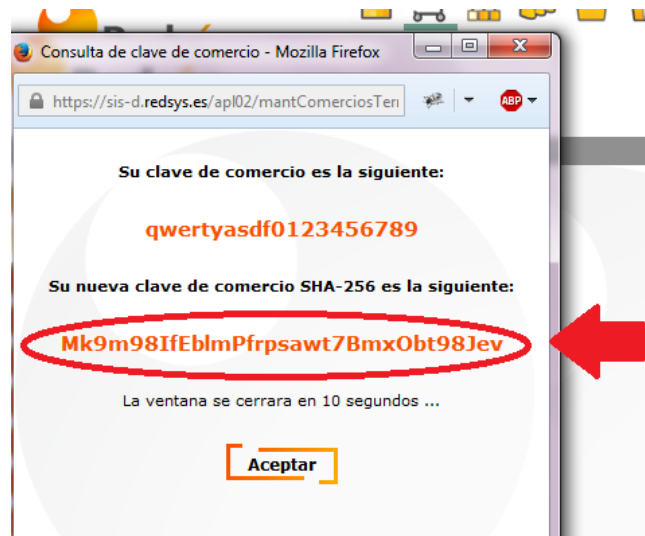 Consulta de clave de comercio - Mozilla Firefox
https://sis-d.redsys.es/apl02/mantComerciosTeri
ABP
Su clave de comercio es la siguiente:
qwertyasdf0123456789
Su nueva clave de comercio SHA-256 es la siguiente:
Mk9m98IfEblmPfrpsawt7BmxObt98Jev
La ventana se cerrara en 10 segundos ...
Aceptar